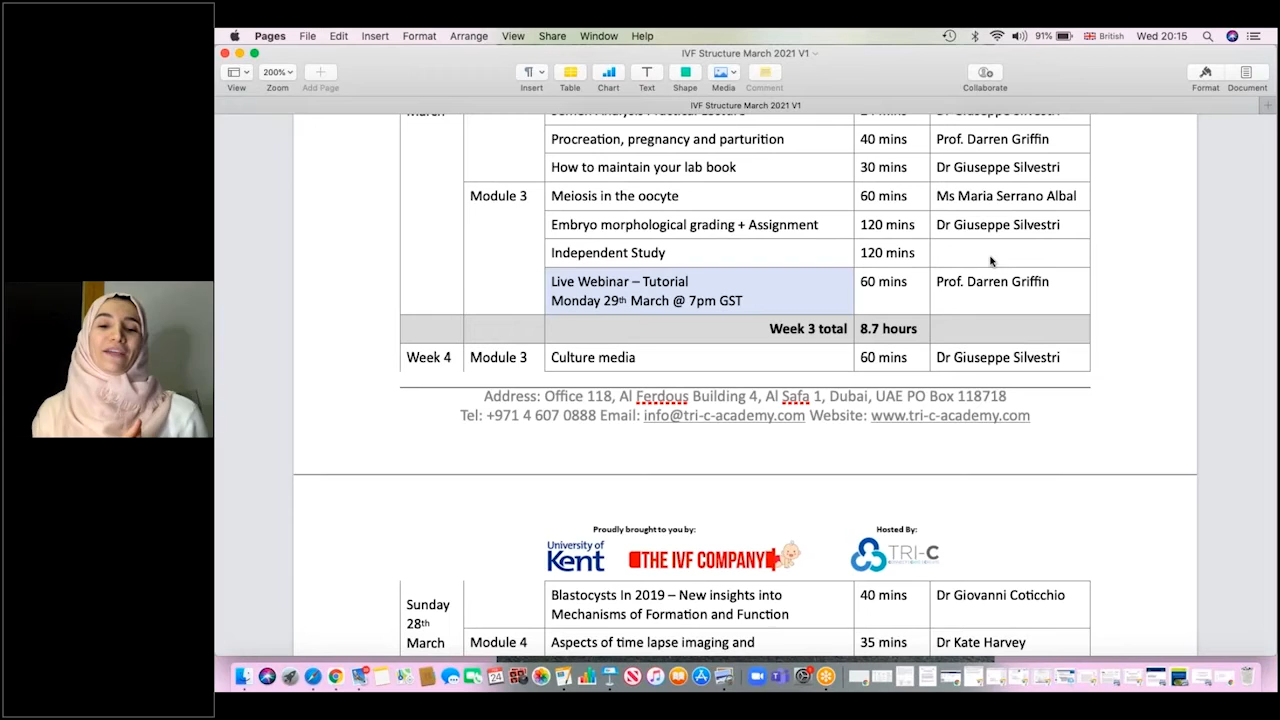 Pages File Edit Insert Format Arrange View Share Window Help 91% British Wed 20:15
IVF Structure March 2021 V1
200%
View Zoom Add Page Insert Table Chart Text Shape Media Comment Collaborate Format Document
IVF Structure March 2021 V1
March Semen Analysis Practical Lecture Dr Giuseppe Silvestri
Procreation, pregnancy and parturition 40 mins Prof. Darren Griffin
How to maintain your lab book 30 mins Dr Giuseppe Silvestri
Module 3 Meiosis in the oocyte 60 mins Ms Maria Serrano Albal
Embryo morphological grading + Assignment 120 mins Dr Giuseppe Silvestri
Independent Study 120 mins
Live Webinar – Tutorial 60 mins Prof. Darren Griffin
Monday 29th March @ 7pm GST
Week 3 total 8.7 hours
Week 4 Module 3 Culture media 60 mins Dr Giuseppe Silvestri
Address: Office 118, Al Ferdous Building 4, Al Safa 1, Dubai, UAE PO Box 118718
Tel: +971 4 607 0888 Email: info@tri-c-academy.com Website: www.tri-c-academy.com
Proudly brought to you by: Hosted By:
University of Kent THE IVF COMPANY TRI-C
Sunday 28th March
Blastocysts In 2019 – New insights into 40 mins Dr Giovanni Coticchio
Mechanisms of Formation and Function
Module 4 Aspects of time lapse imaging and 35 mins Dr Kate Harvey
24